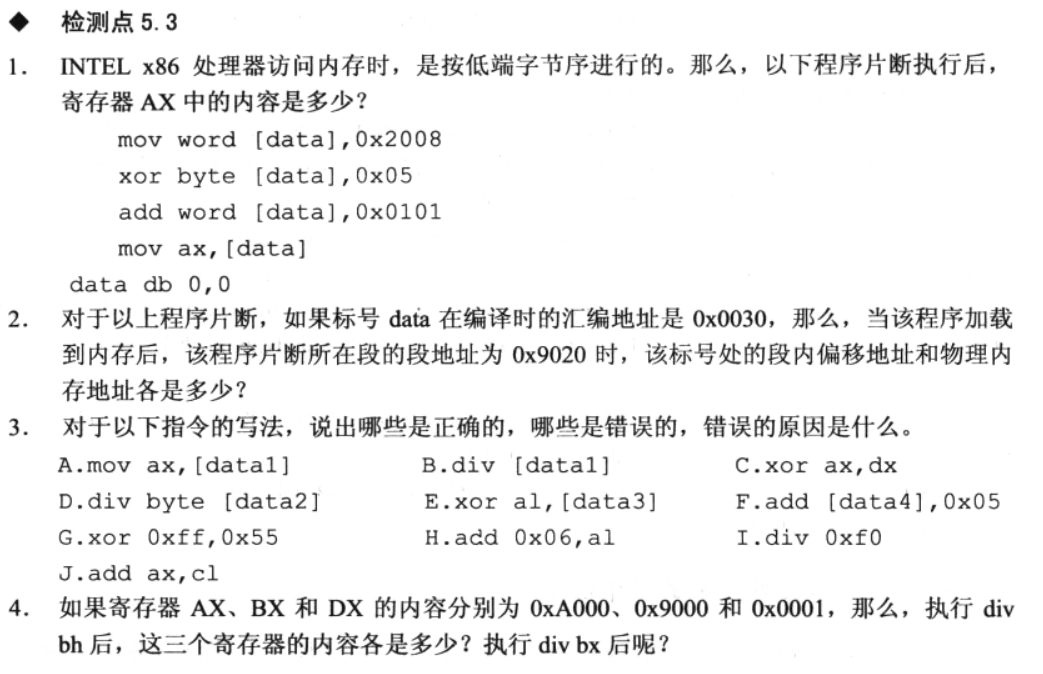 ◆ 检测点 5.3
1. INTEL x86 处理器访问内存时，是按低端字节序进行的。那么，以下程序片断执行后，
寄存器 AX 中的内容是多少？
mov word [data],0x2008
xor byte [data],0x05
add word [data],0x0101
mov ax,[data]
data db 0,0
2. 对于以上程序片断，如果标号 data 在编译时的汇编地址是 0x0030，那么，当该程序加载
到内存后，该程序片断所在段的段地址为 0x9020 时，该标号处的段内偏移地址和物理内
存地址各是多少？
3. 对于以下指令的写法，说出哪些是正确的，哪些是错误的，错误的原因是什么。
A.mov ax,[data1] B.div [data1] C.xor ax,dx
D.div byte [data2] E.xor al,[data3] F.add [data4],0x05
G.xor 0xff,0x55 H.add 0x06,al I.div 0xf0
J.add ax,cl
4. 如果寄存器 AX、BX 和 DX 的内容分别为 0xA000、0x9000 和 0x0001，那么，执行 div
bh 后，这三个寄存器的内容各是多少？执行 div bx 后呢？